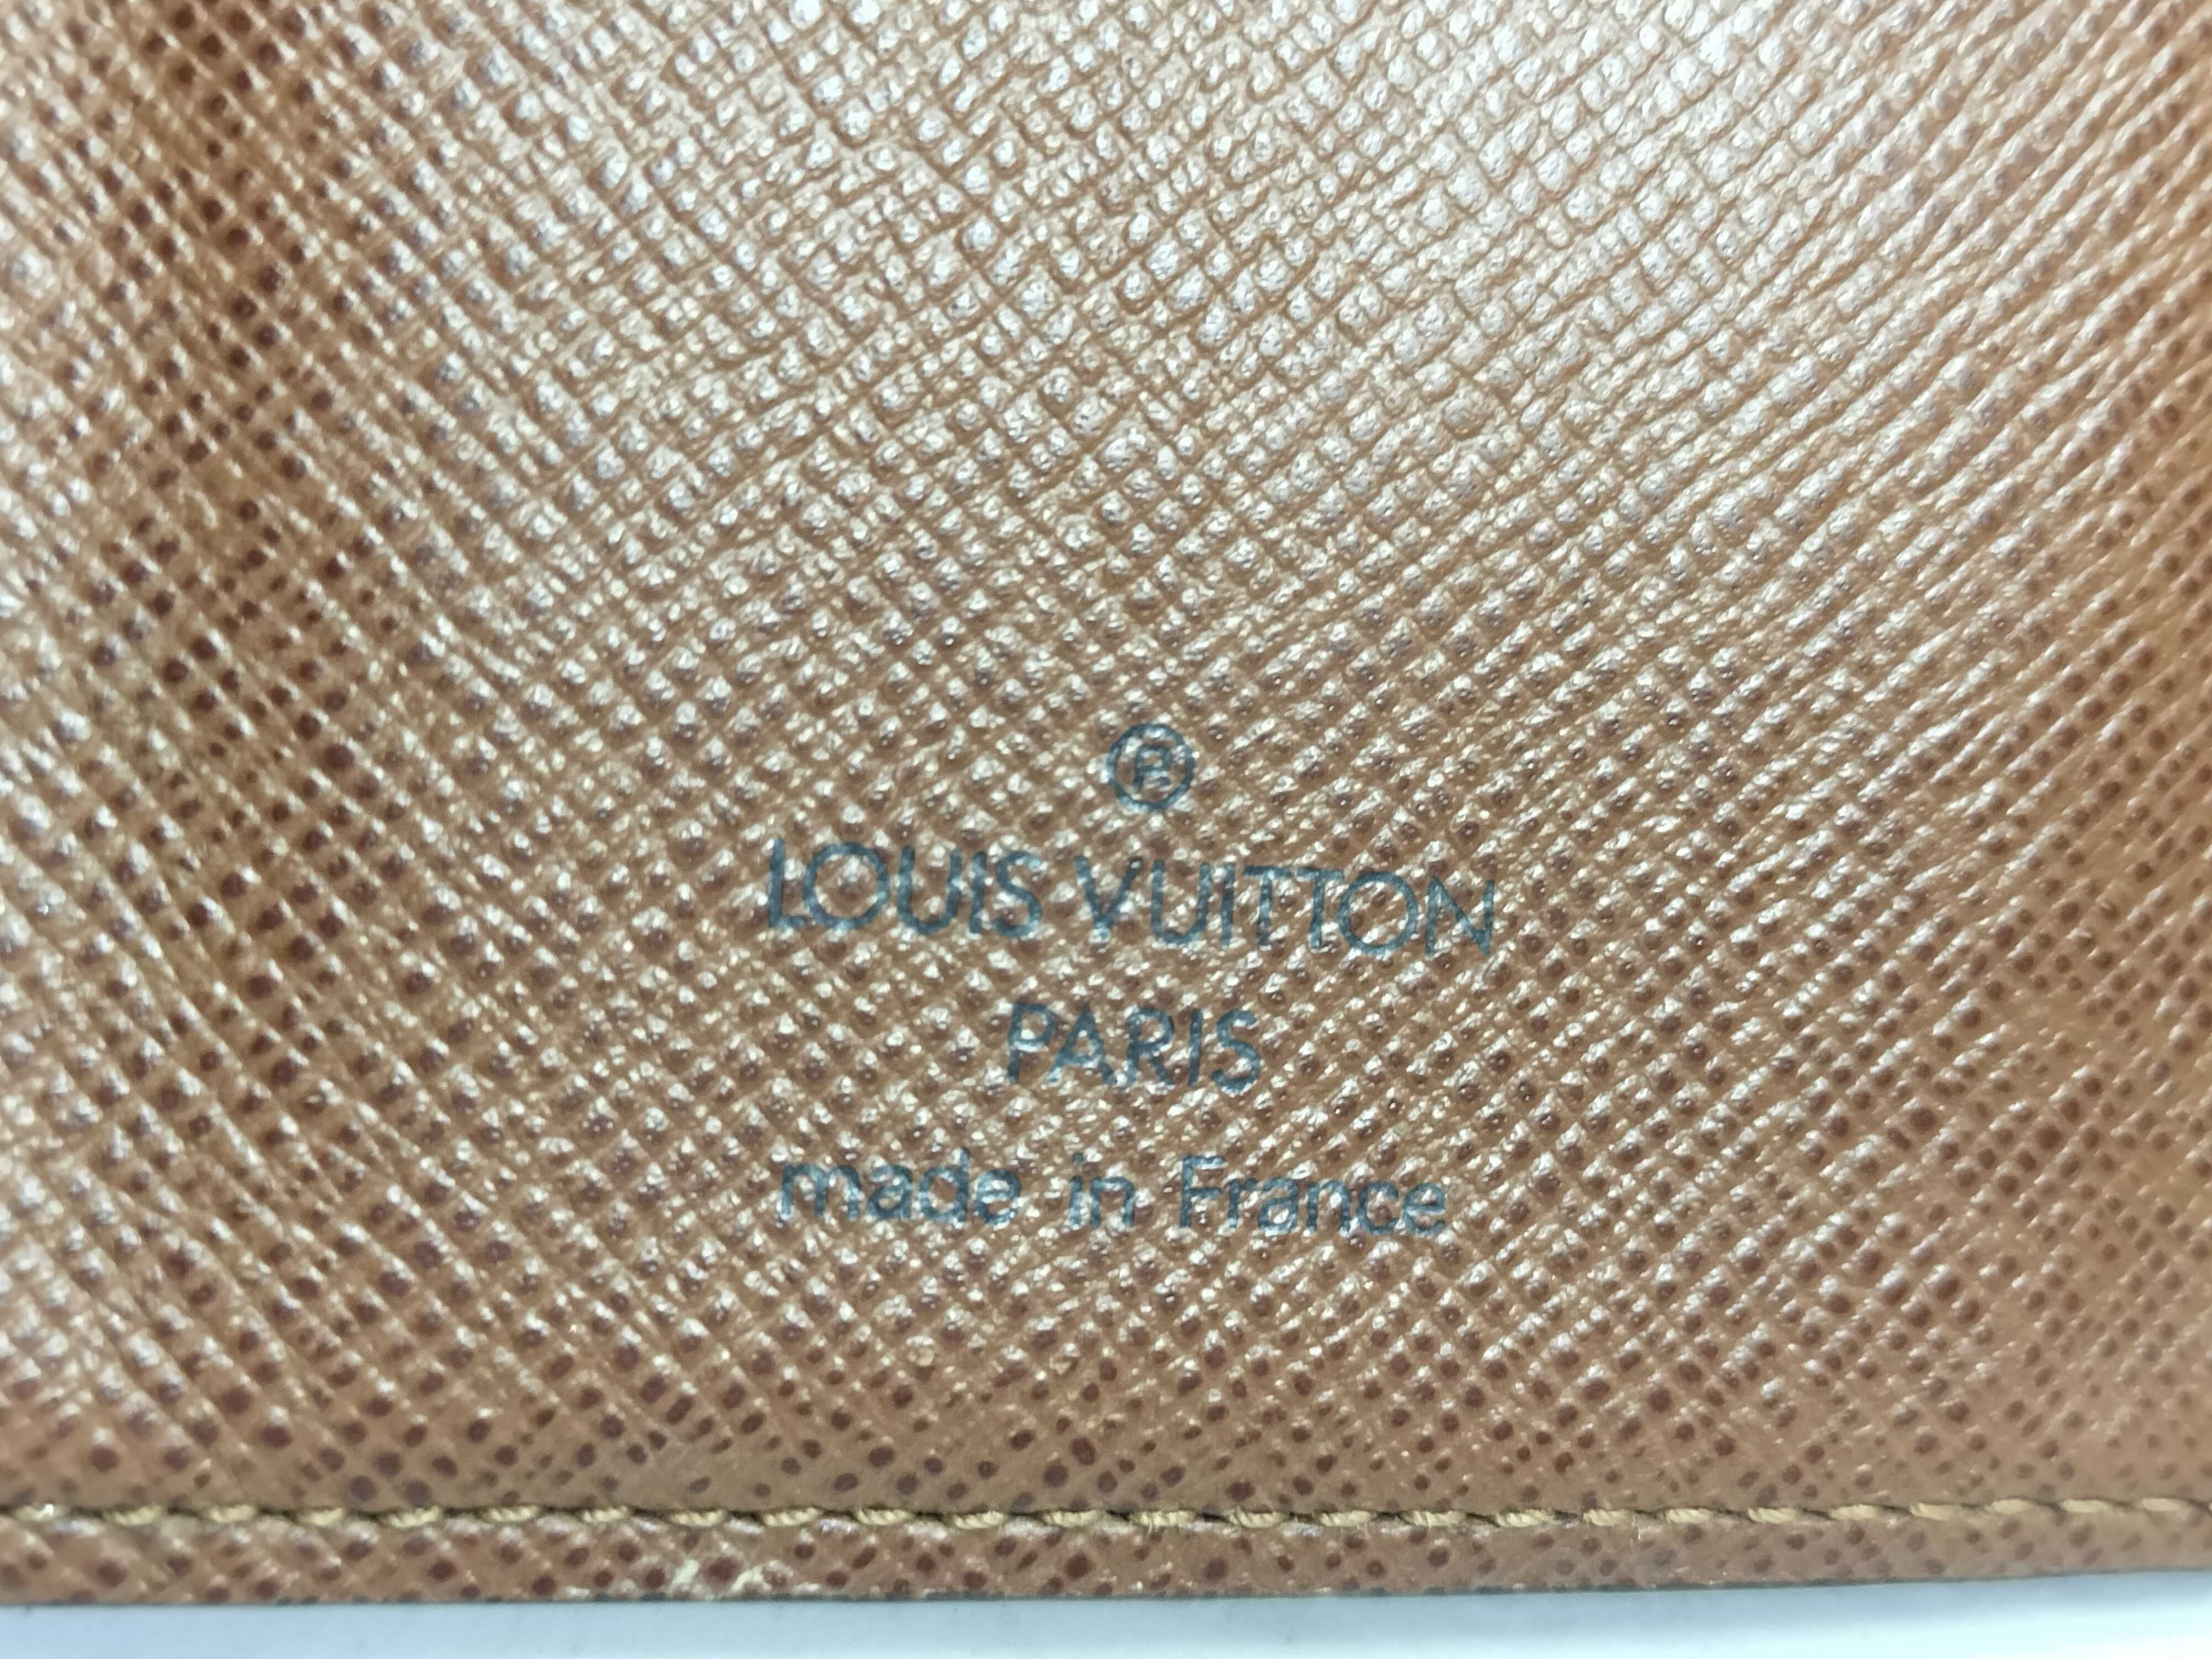 ®
LOUIS VUITTON
PARIS
made in France